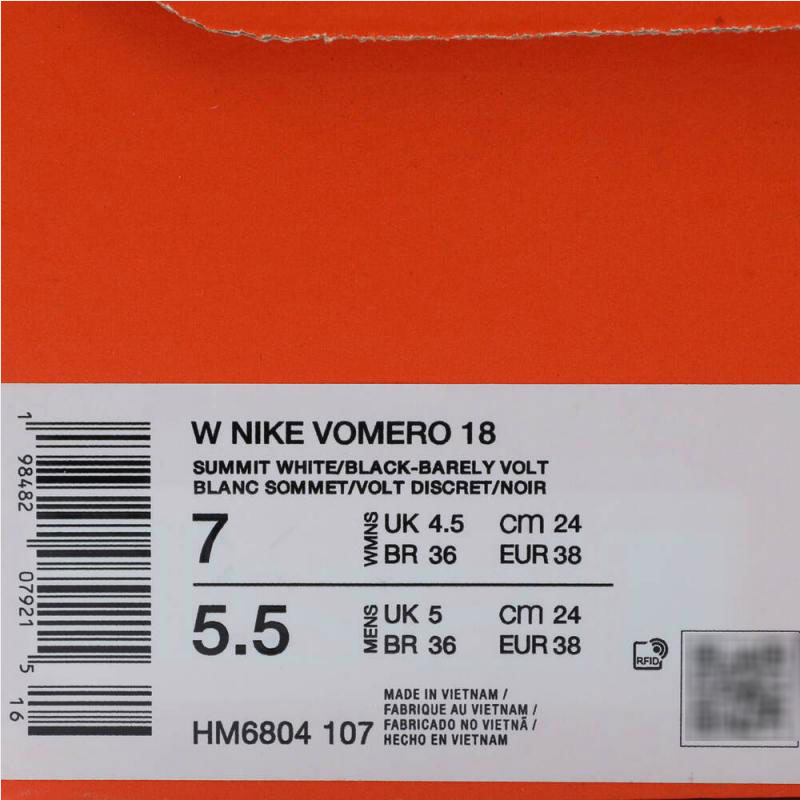 W NIKE VOMERO 18
SUMMIT WHITE/BLACK-BARELY VOLT
BLANC SOMMET/VOLT DISCRET/NOIR
7 WMNS UK 4.5 cm 24
BR 36 EUR 38
5.5 MENS UK 5 cm 24
BR 36 EUR 38
HM6804 107
MADE IN VIETNAM /
FABRIQUE AU VIETNAM /
FABRICADO NO VIETNÃ /
HECHO EN VIETNAM
RFID
1 98482 07921 5 16